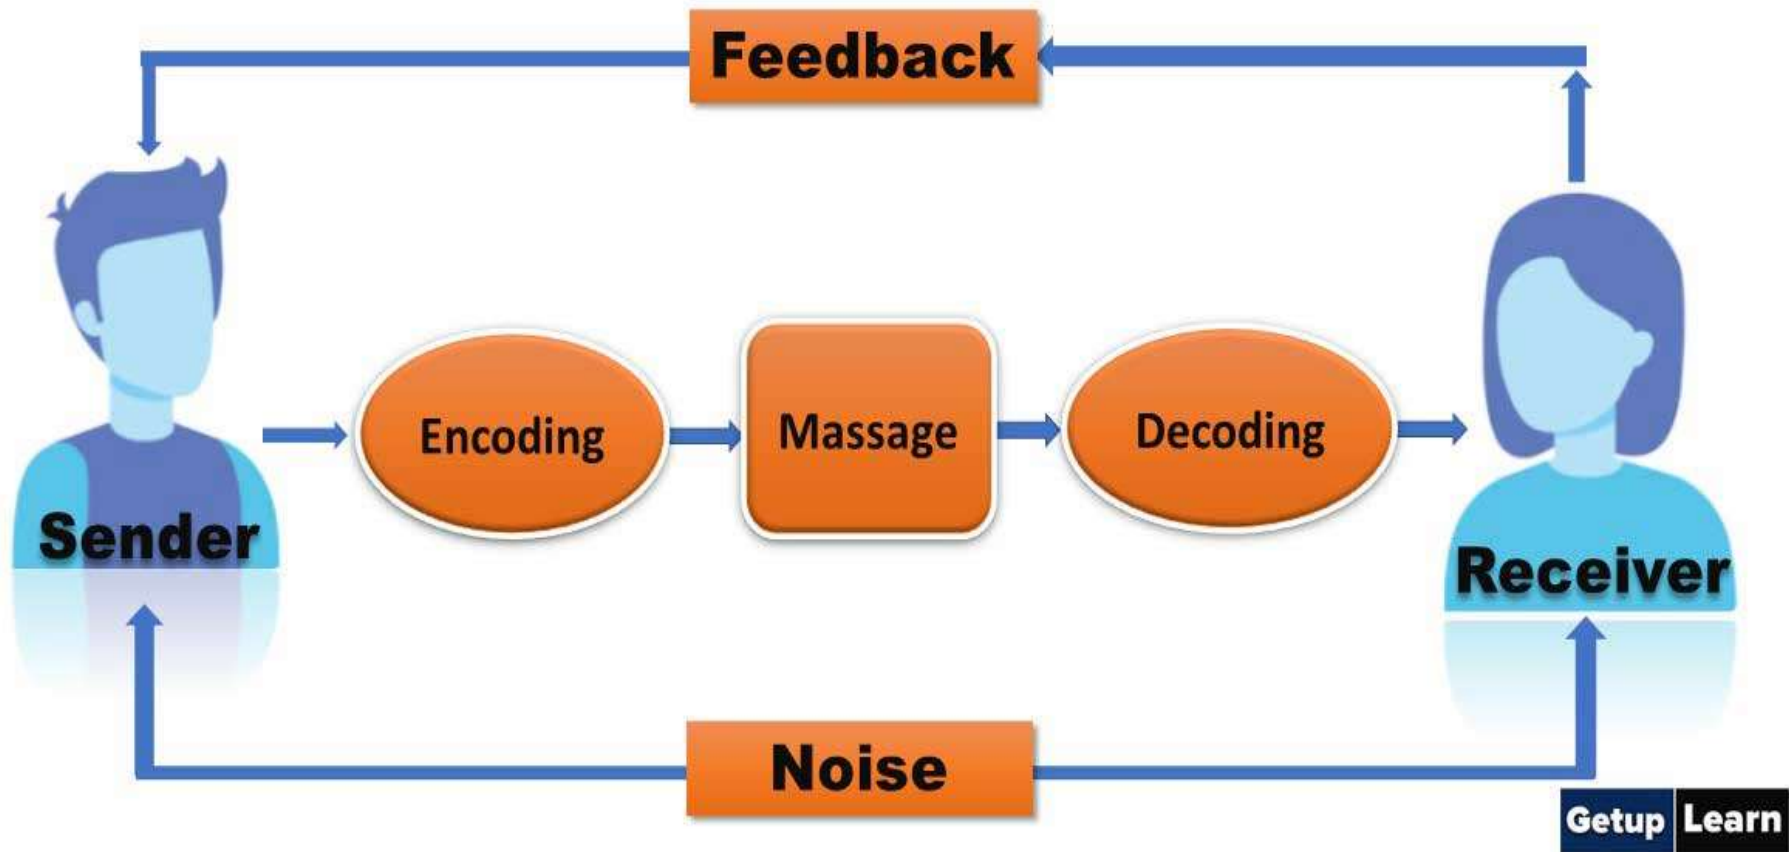 Feedback
Encoding
Massage
Decoding
Sender
Receiver
Noise
Getup Learn